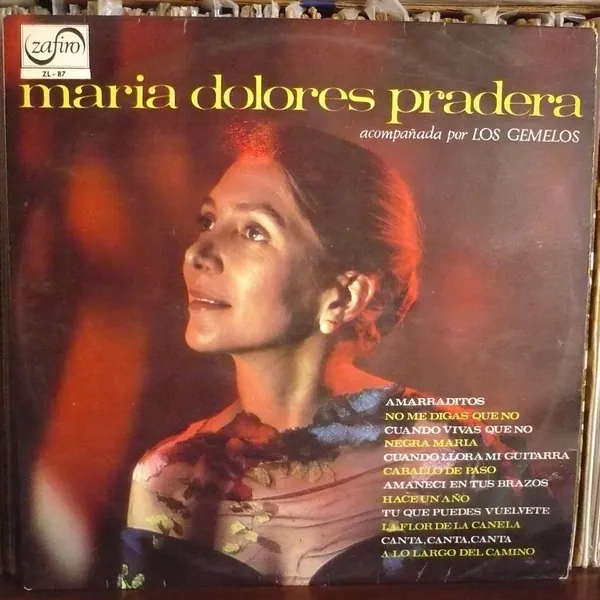 zafiro
ZL - 87
maria dolores pradera
acompañada por LOS GEMELOS
AMARRADITOS
NO ME DIGAS QUE NO
CUANDO VIVAS QUE NO
NEGRA MARIA
CUANDO LLORA MI GUITARRA
CABALLO DE PASO
AMANECI EN TUS BRAZOS
HACE UN AÑO
TU QUE PUEDES VUELVETE
LA FLOR DE LA CANELA
CANTA, CANTA, CANTA
A LO LARGO DEL CAMINO